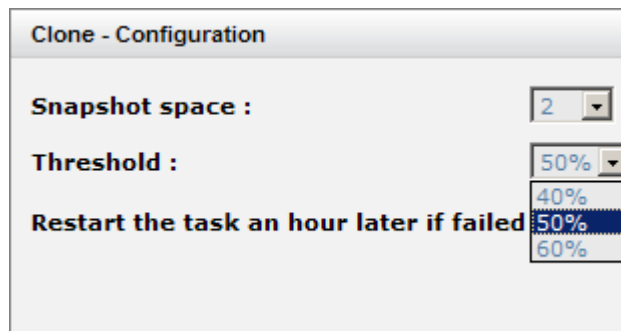 Clone - Configuration
Snapshot space : 2
Threshold : 50%
40%
Restart the task an hour later if failed 50%
60%